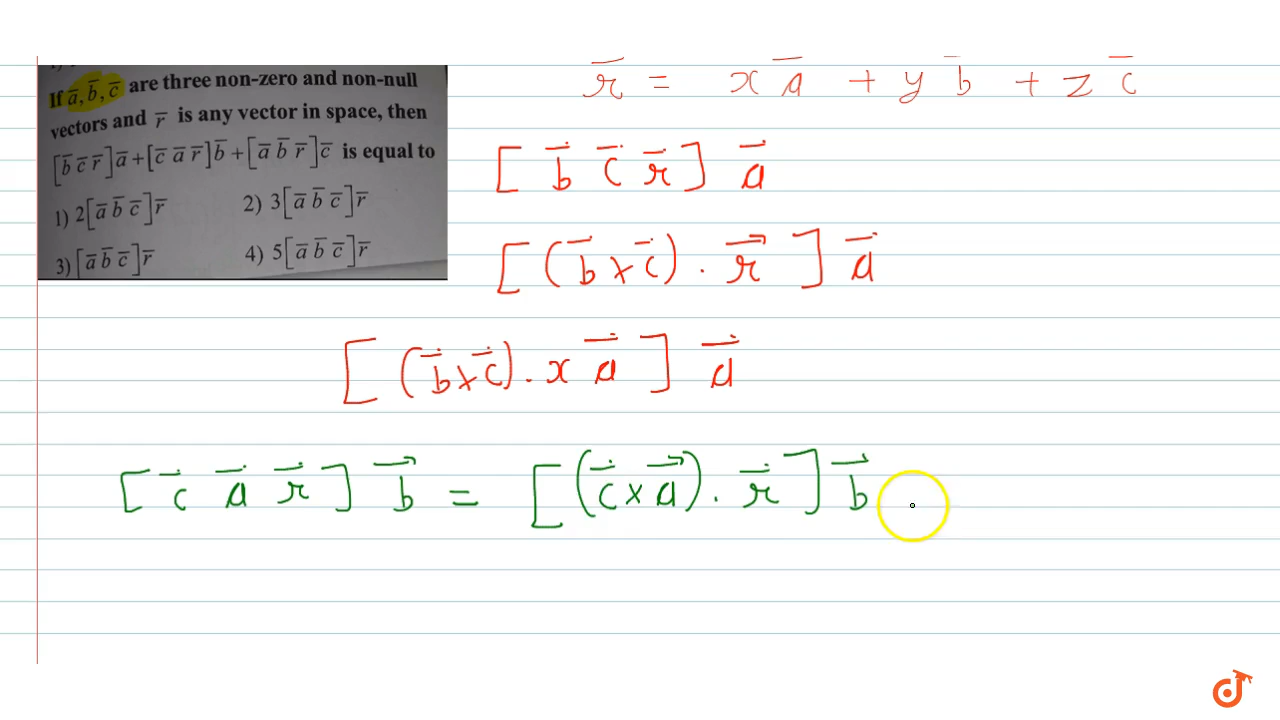 If a̅, b̅, c̅ are three non-zero and non-null
vectors and r̅ is any vector in space, then
[b̅ c̅ r̅]a̅+[c̅ a̅ r̅]b̅+[a̅ b̅ r̅]c̅ is equal to
1) 2[a̅ b̅ c̅]r̅ 2) 3[a̅ b̅ c̅]r̅
3) [a̅ b̅ c̅]r̅ 4) 5[a̅ b̅ c̅]r̅
r̅ = x a̅ + y b̅ + z c̅
[ b⃗ c⃗ r⃗ ] a⃗
[ (b⃗ × c⃗) . r⃗ ] a⃗
[ (b⃗ × c⃗) . x a⃗ ] a⃗
[ c⃗ a⃗ r⃗ ] b⃗ = [ (c⃗ × a⃗) . r⃗ ] b⃗